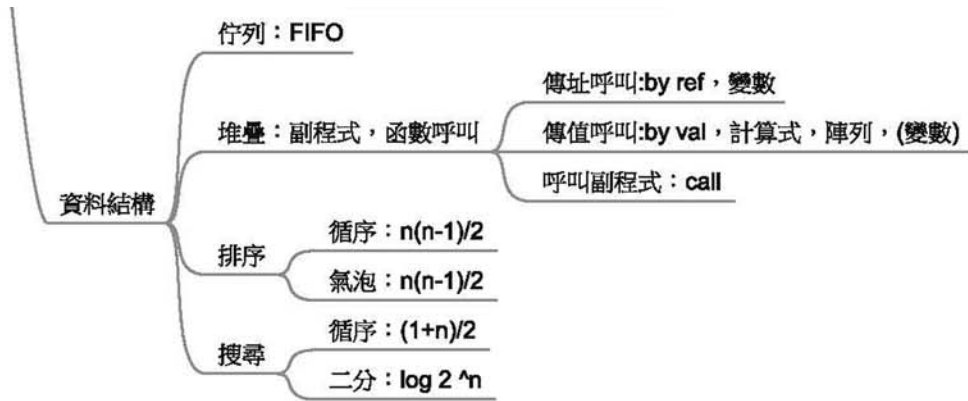 佇列：FIFO
傳址呼叫:by ref，變數
堆疊：副程式，函數呼叫
傳值呼叫:by val，計算式，陣列，(變數)
呼叫副程式：call
資料結構
循序：n(n-1)/2
排序
氣泡：n(n-1)/2
循序：(1+n)/2
搜尋
二分：log 2 ^n